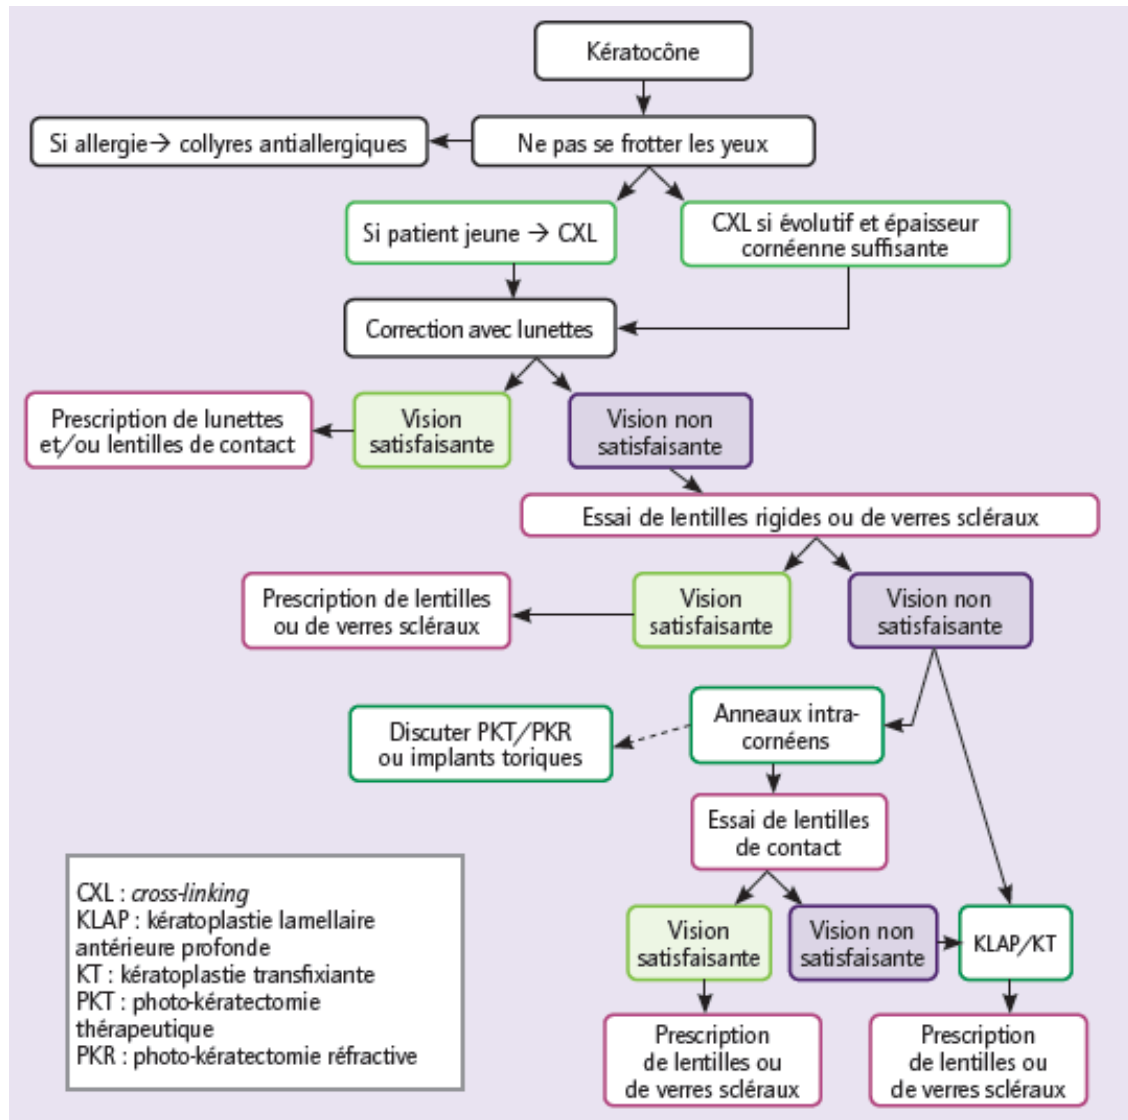 Kératocône
Si allergie→ collyres antiallergiques
Ne pas se frotter les yeux
Si patient jeune → CXL
CXL si évolutif et épaisseur
cornéenne suffisante
Correction avec lunettes
Prescription de lunettes
et/ou lentilles de contact
Vision
satisfaisante
Vision non
satisfaisante
Essai de lentilles rigides ou de verres scléraux
Prescription de lentilles
ou de verres scléraux
Vision
satisfaisante
Vision non
satisfaisante
Discuter PKT/PKR
ou implants toriques
Anneaux intra-
cornéens
Essai de lentilles
de contact
Vision
satisfaisante
Vision non
satisfaisante
KLAP/KT
Prescription
de lentilles ou
de verres scléraux
Prescription
de lentilles ou
de verres scléraux
CXL : cross-linking
KLAP : kératoplastie lamellaire
antérieure profonde
KT : kératoplastie transfixiante
PKT : photo-kératectomie
thérapeutique
PKR : photo-kératectomie réfractive